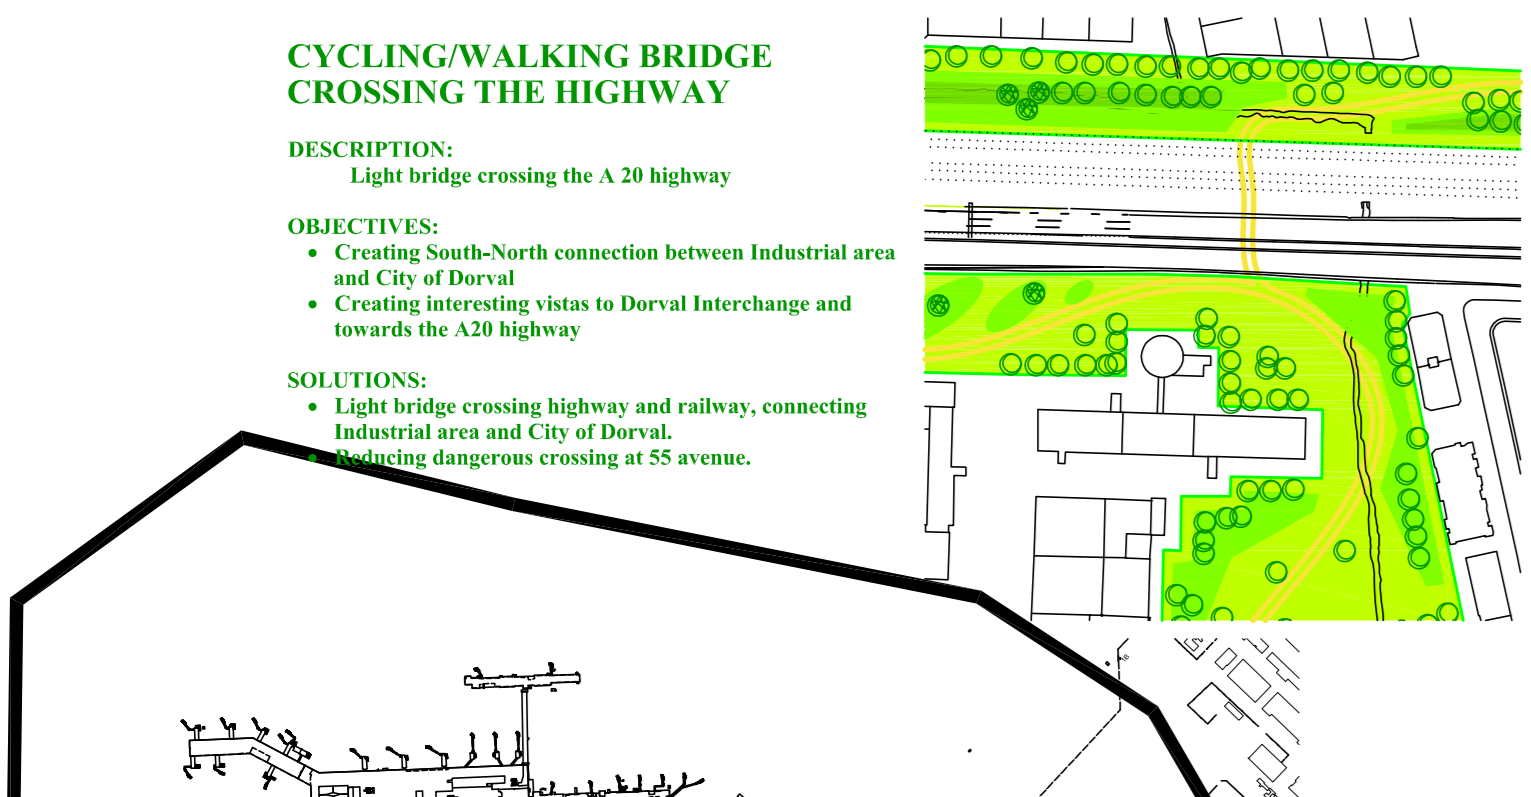 CYCLING/WALKING BRIDGE
CROSSING THE HIGHWAY
DESCRIPTION:
Light bridge crossing the A 20 highway
OBJECTIVES:
• Creating South-North connection between Industrial area
and City of Dorval
• Creating interesting vistas to Dorval Interchange and
towards the A20 highway
SOLUTIONS:
• Light bridge crossing highway and railway, connecting
Industrial area and City of Dorval.
• Reducing dangerous crossing at 55 avenue.